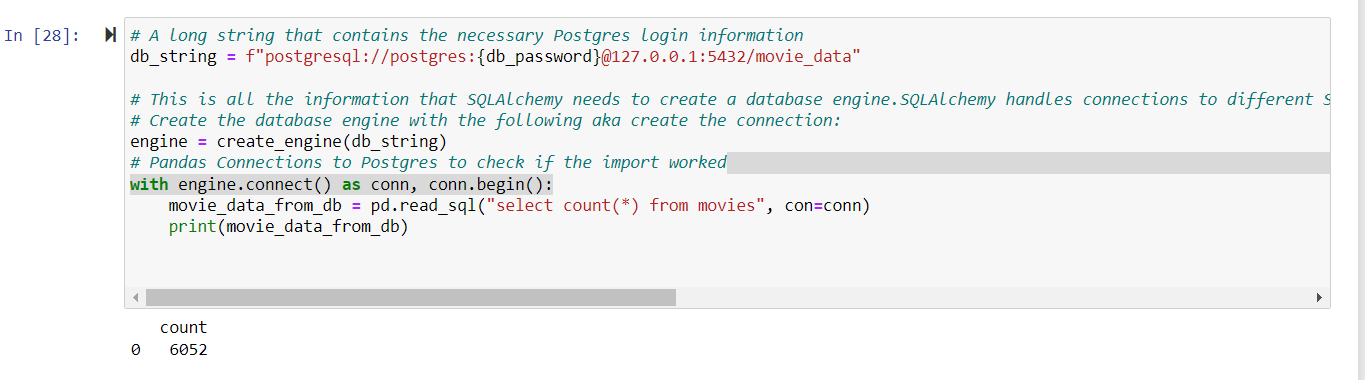 In [28]:
# A long string that contains the necessary Postgres login information
db_string = f"postgresql://postgres:{db_password}@127.0.0.1:5432/movie_data"
# This is all the information that SQLAlchemy needs to create a database engine.SQLAlchemy handles connections to different S
# Create the database engine with the following aka create the connection:
engine = create_engine(db_string)
# Pandas Connections to Postgres to check if the import worked
with engine.connect() as conn, conn.begin():
    movie_data_from_db = pd.read_sql("select count(*) from movies", con=conn)
    print(movie_data_from_db)
count
0 6052